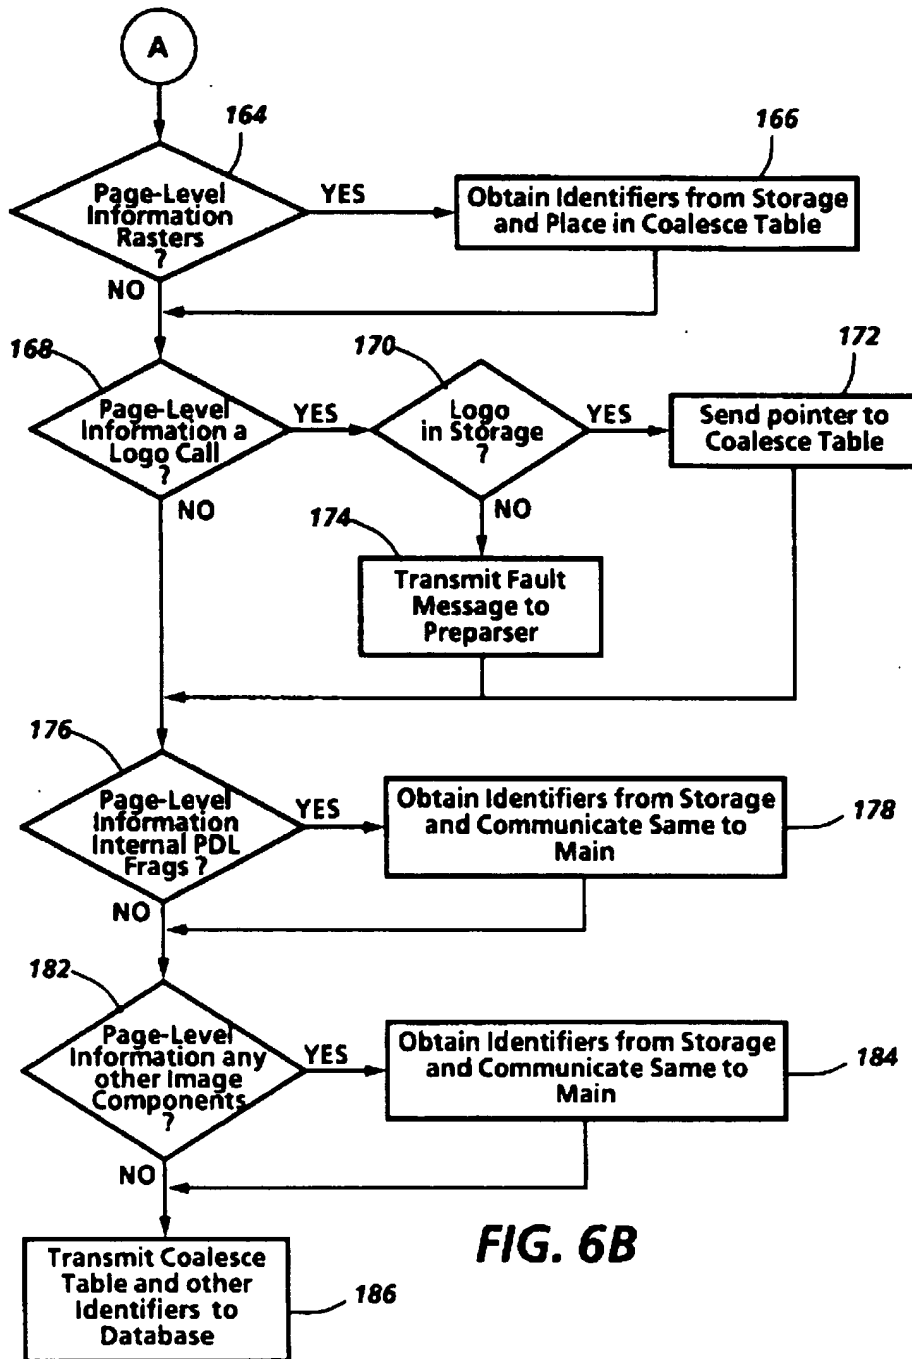 A
164
Page-Level
Information
Rasters
?
YES
166
Obtain Identifiers from Storage
and Place in Coalesce Table
NO
168
Page-Level
Information a
Logo Call
?
YES
170
Logo
in Storage
?
YES
172
Send pointer to
Coalesce Table
NO
NO
174
Transmit Fault
Message to
Preparser
176
Page-Level
Information
Internal PDL
Frags ?
YES
Obtain Identifiers from Storage
and Communicate Same to
Main
178
NO
182
Page-Level
Information any
other Image
Components
?
YES
Obtain Identifiers from Storage
and Communicate Same to
Main
184
NO
Transmit Coalesce
Table and other
Identifiers to
Database
186
FIG. 6B